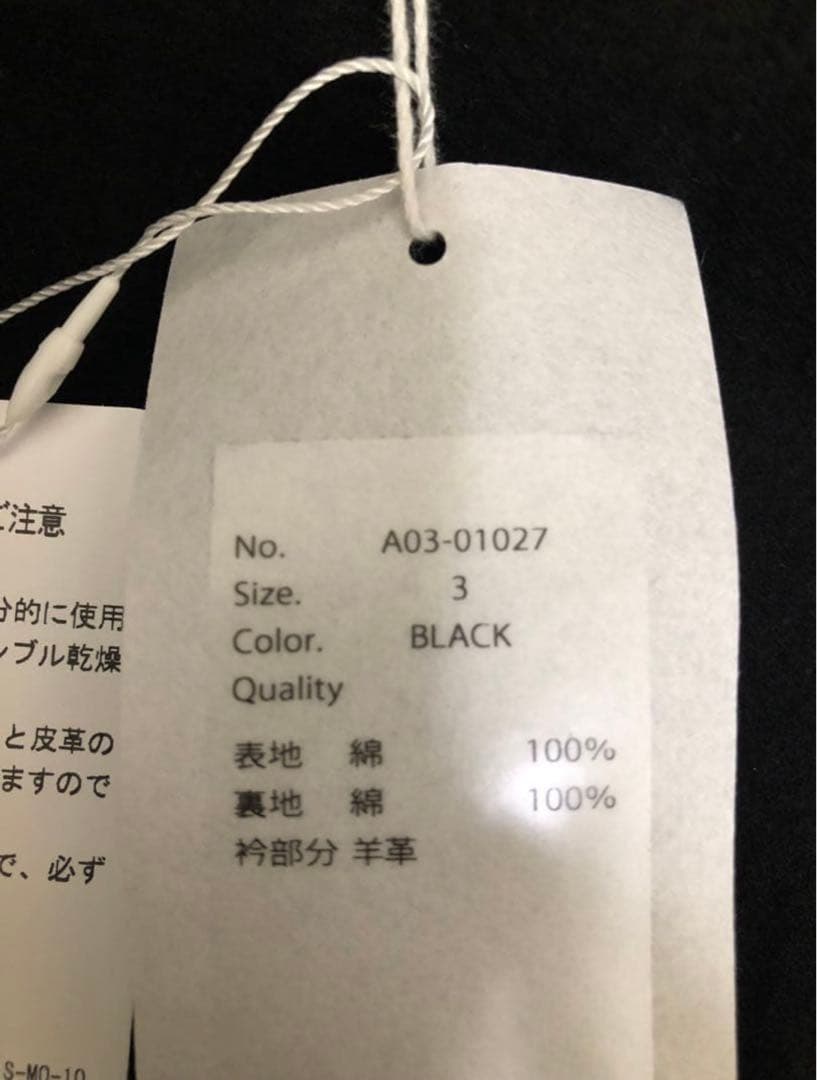 ご注意
分的に使用
ンブル乾燥
と皮革の
ますので
で、必ず
S-MO-10
No. A03-01027
Size. 3
Color. BLACK
Quality
表地 綿 100%
裏地 綿 100%
衿部分 羊革